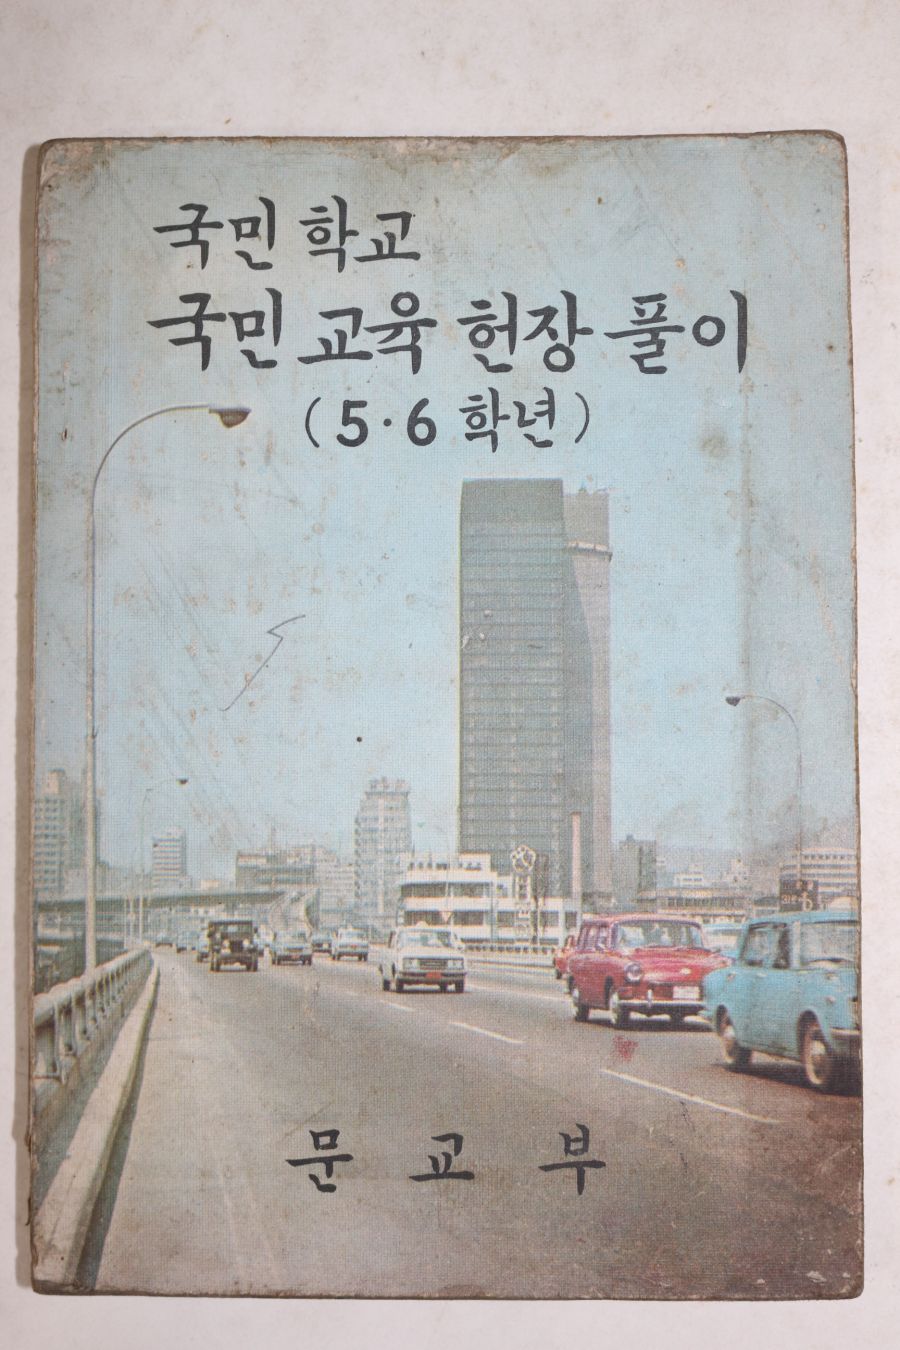 국민 학교
국민 교육 헌장 풀이
(5·6 학년)
문 교 부